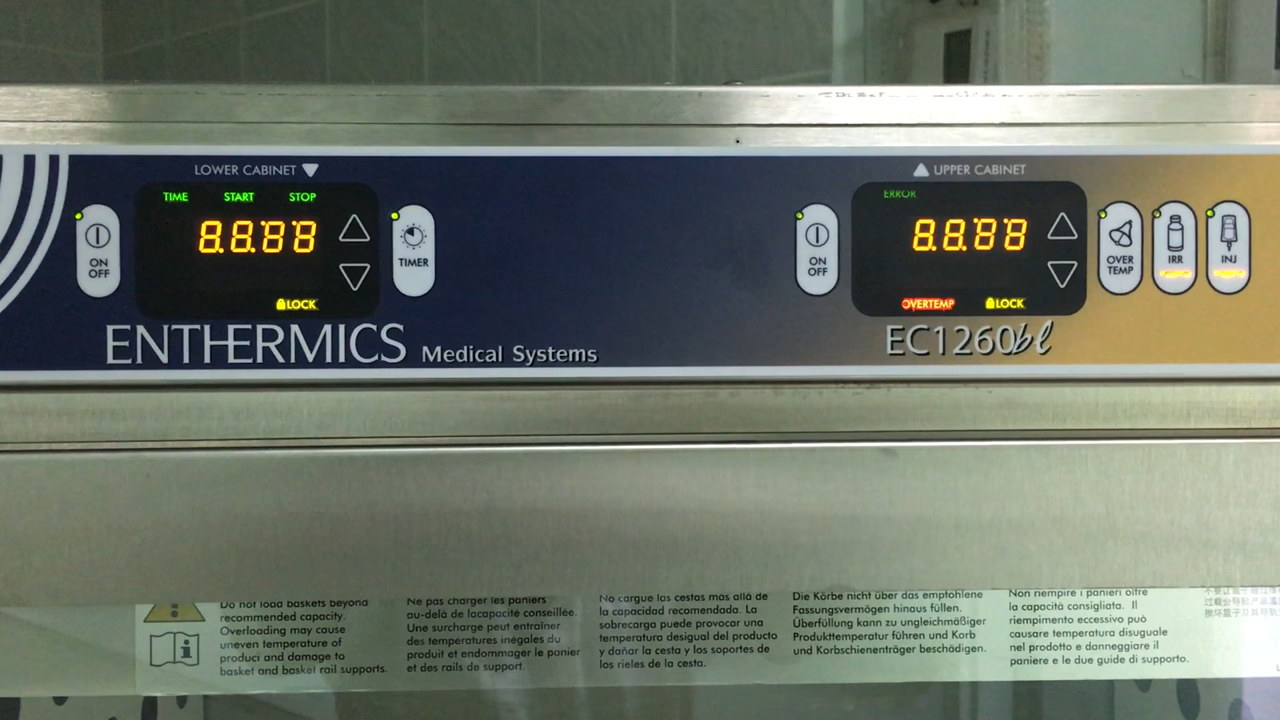 LOWER CABINET
TIME START STOP
8.8.8.8
ON
OFF
TIMER
LOCK
ENTHERMICS Medical Systems
UPPER CABINET
ERROR
8.8.8.8
ON
OFF
OVERTEMP LOCK
OVER
TEMP
IRR
INJ
EC1260bl
Do not load baskets beyond
recommended capacity.
Overloading may cause
uneven temperature of
product and damage to
basket and basket rail supports.
Ne pas charger les paniers
au-delà de lacapacité conseillée.
Une surcharge peut entraîner
des temperatures inégales du
produit et endommager le panier
et des rails de support.
No cargue las cestas más allá de
la capacidad recomendada. La
sobrecarga puede provocar una
temperatura desigual del producto
y dañar la cesta y los soportes de
los rieles de la cesta.
Die Körbe nicht über das empfohlene
Fassungsvermögen hinaus füllen.
Überfüllung kann zu ungleichmäßiger
Produkttemperatur führen und Korb
und Korbschienenträger beschädigen.
Non riempire i panieri oltre
la capacità consigliata. Il
riempimento eccessivo può
causare temperatura disuguale
nel prodotto e danneggiare il
paniere e le due guide di supporto.